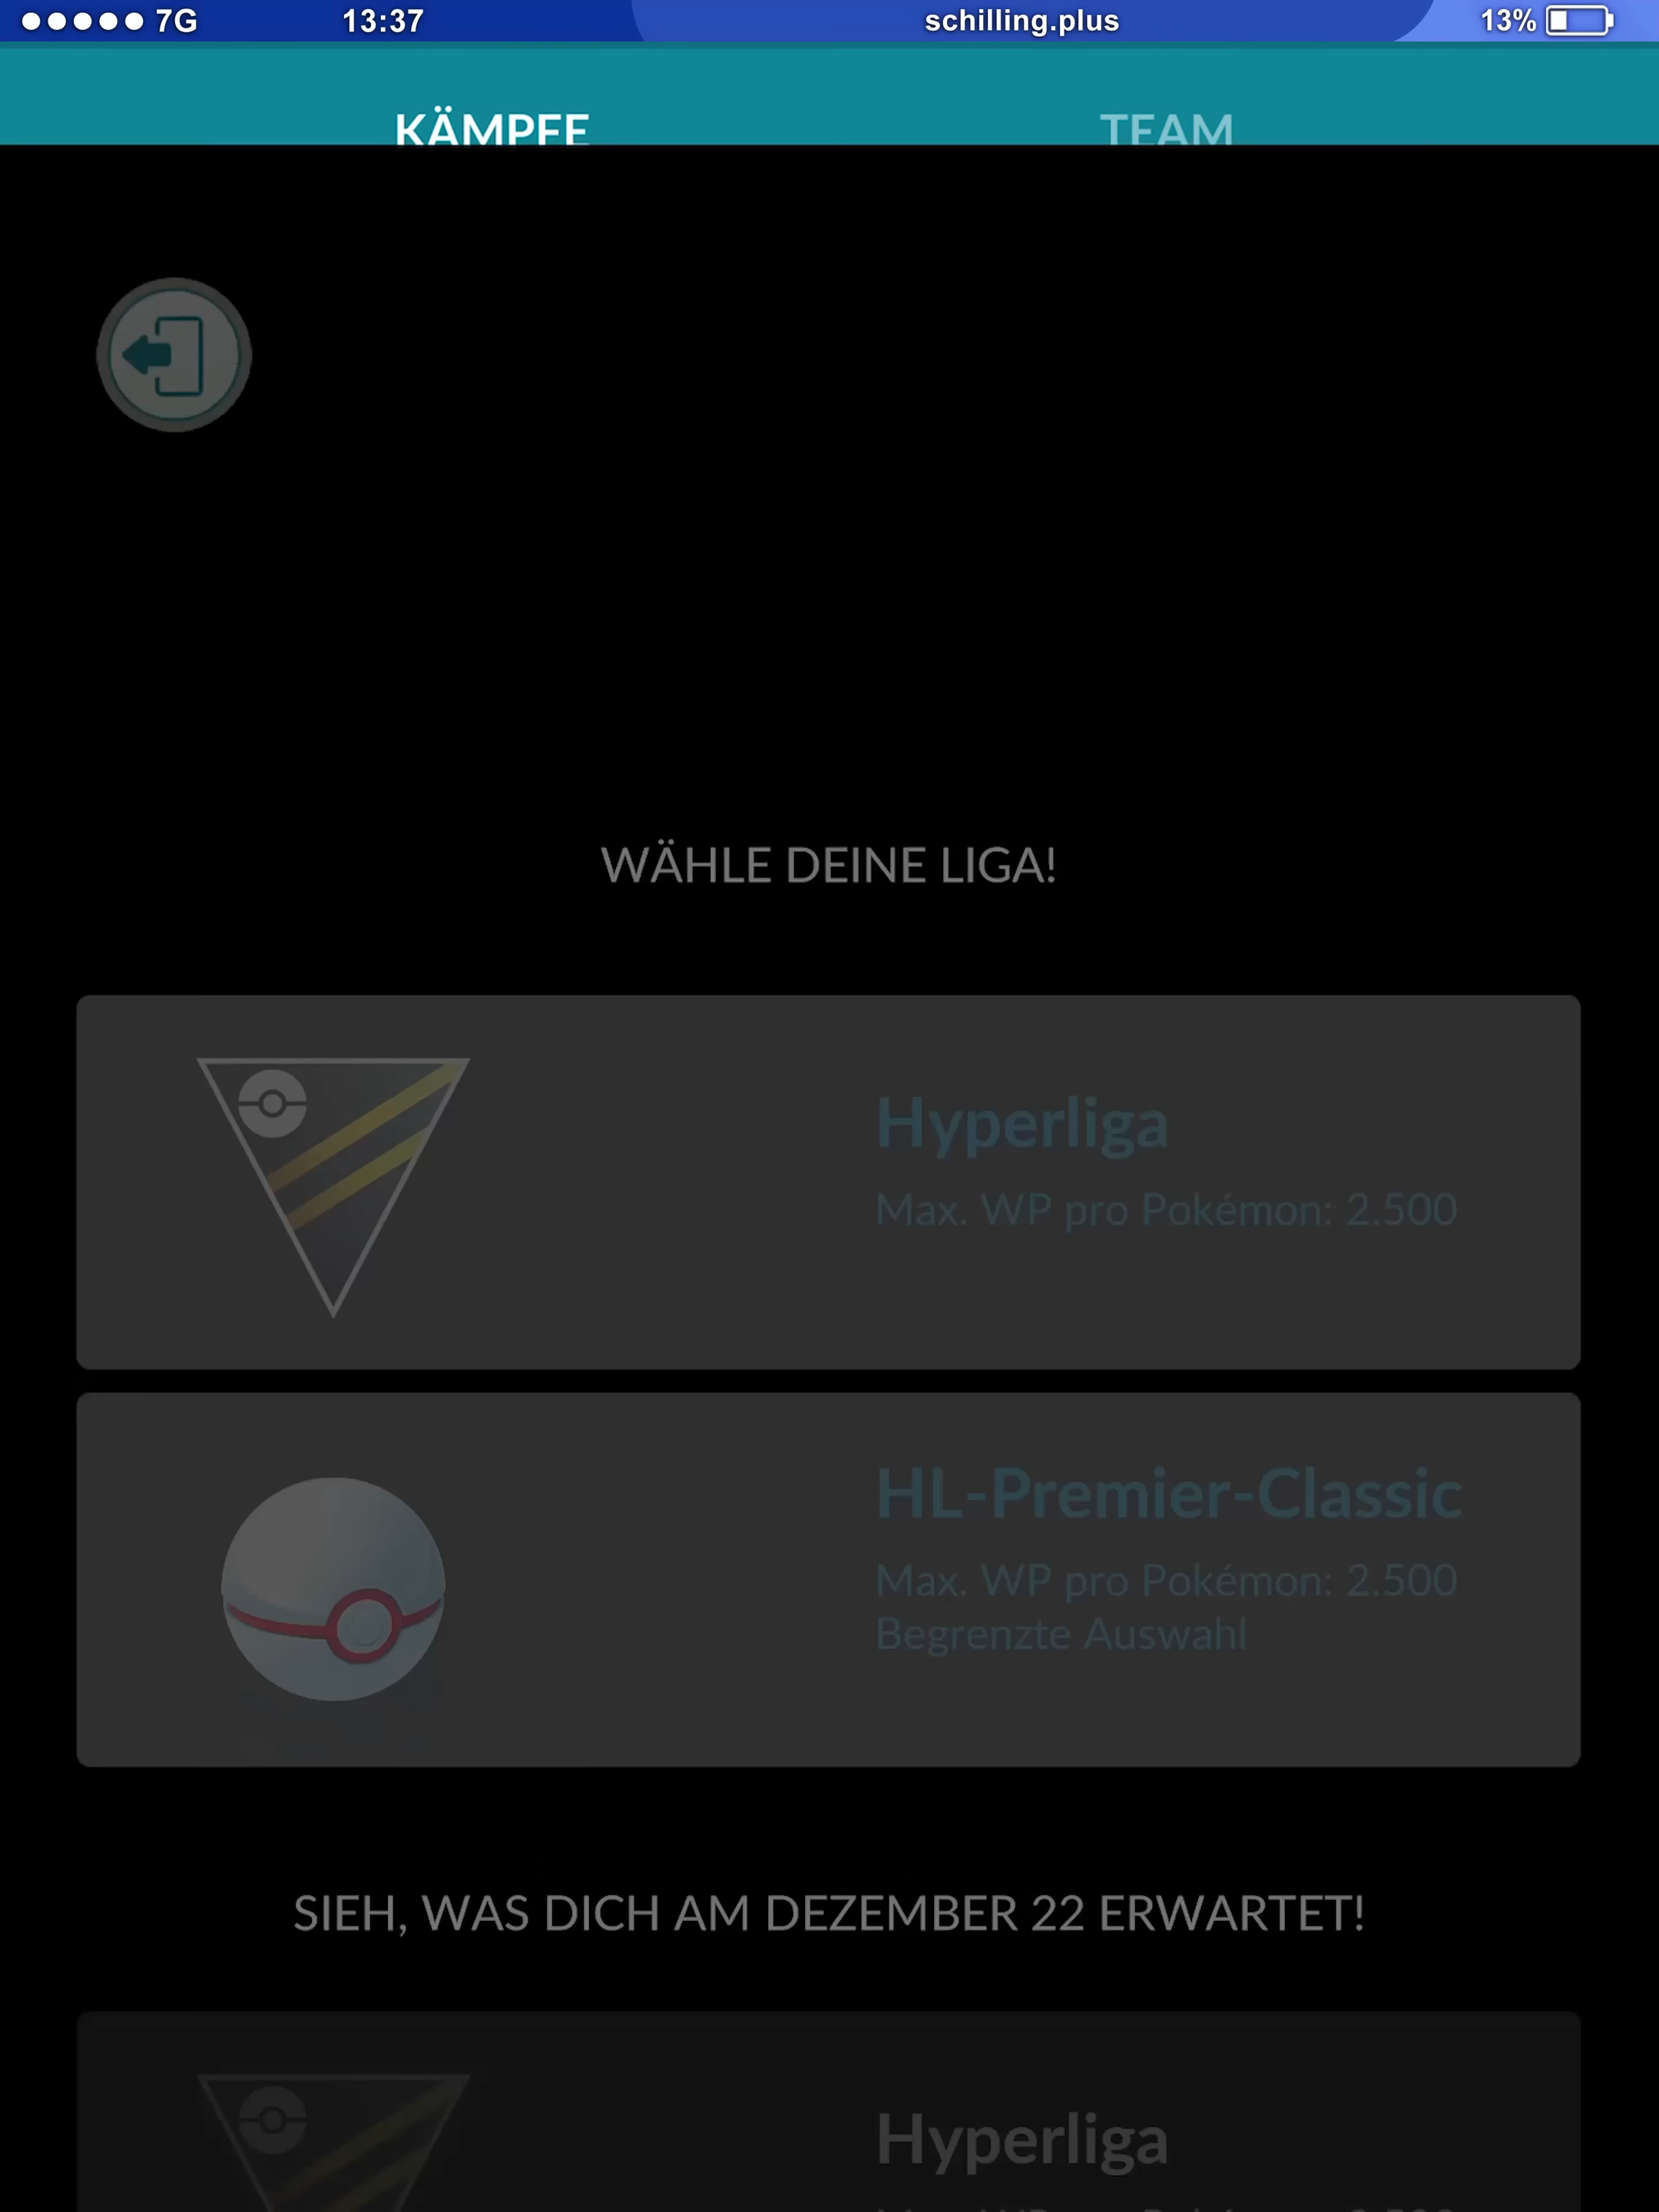 7G 13:37 schilling.plus 13%
KÄMPFE TEAM
WÄHLE DEINE LIGA!
Hyperliga
Max. WP pro Pokémon: 2.500
HL-Premier-Classic
Max. WP pro Pokémon: 2.500
Begrenzte Auswahl
SIEH, WAS DICH AM DEZEMBER 22 ERWARTET!
Hyperliga